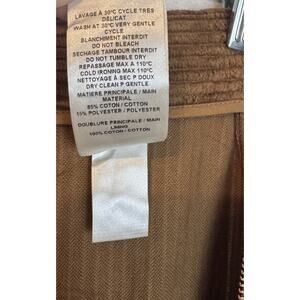 LAVAGE À 30°C CYCLE TRES
DÉLICAT
WASH AT 30°C VERY GENTLE
CYCLE
BLANCHIMENT INTERDIT
DO NOT BLEACH
SECHAGE TAMBOUR INTERDIT
DO NOT TUMBLE DRY
REPASSAGE MAX A 110°C
COLD IRONING MAX 110°C
NETTOYAGE À SEC P DOUX
DRY CLEAN P GENTLE
MATIERE PRINCIPALE / MAIN
MATERIAL
85% COTON / COTTON
15% POLYESTER / POLYESTER
DOUBLURE PRINCIPALE / MAIN
LINING
100% COTON / COTTON